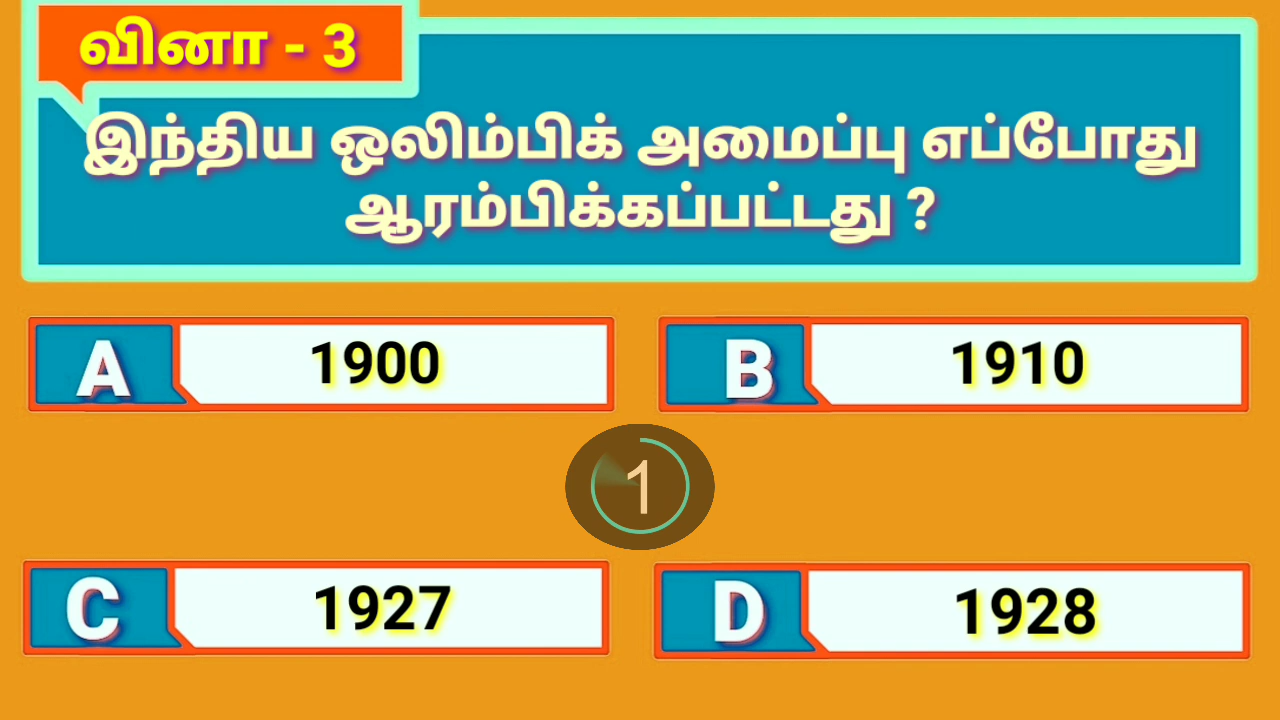 வினா - 3
இந்திய ஒலிம்பிக் அமைப்பு எப்போது
ஆரம்பிக்கப்பட்டது ?
A 1900
B 1910
1
C 1927
D 1928